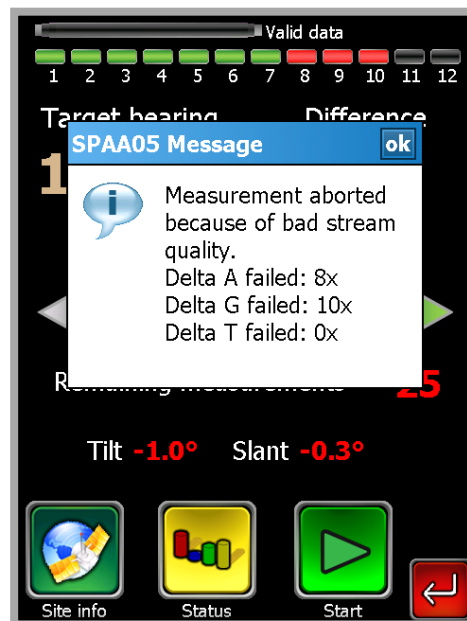 Valid data
1 2 3 4 5 6 7 8 9 10 11 12
Target bearing Difference
1
SPAA05 Message ok
Measurement aborted
because of bad stream
quality.
Delta A failed: 8x
Delta G failed: 10x
Delta T failed: 0x
Remaining measurements 25
Tilt -1.0° Slant -0.3°
Site info Status Start